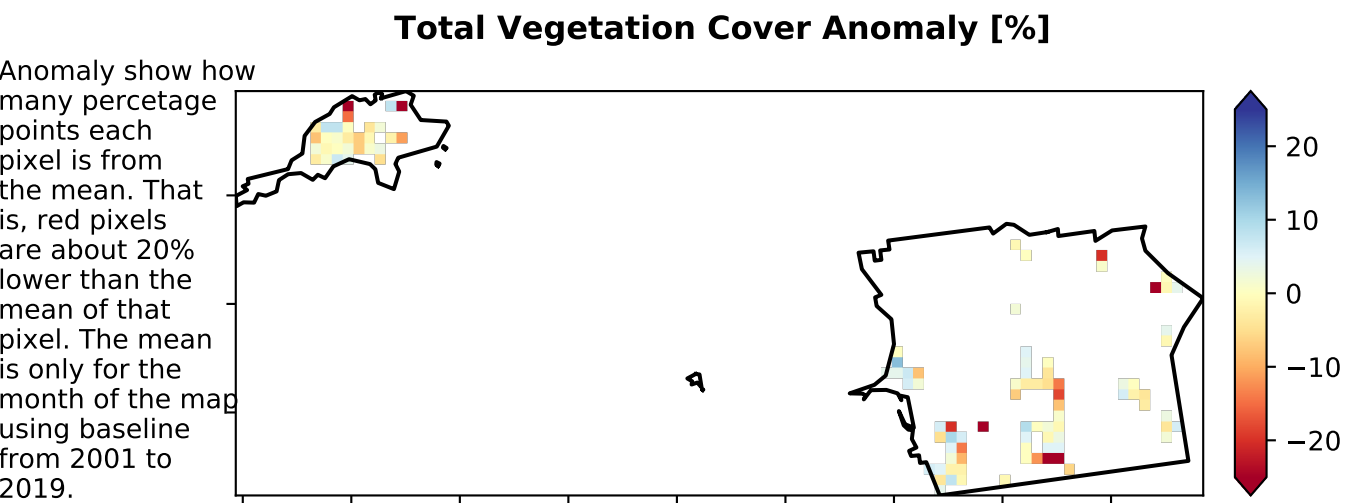 Total Vegetation Cover Anomaly [%]
Anomaly show how
many percetage
points each
pixel is from
the mean. That
is, red pixels
are about 20%
lower than the
mean of that
pixel. The mean
is only for the
month of the map
using baseline
from 2001 to
2019.
20
10
0
−10
−20